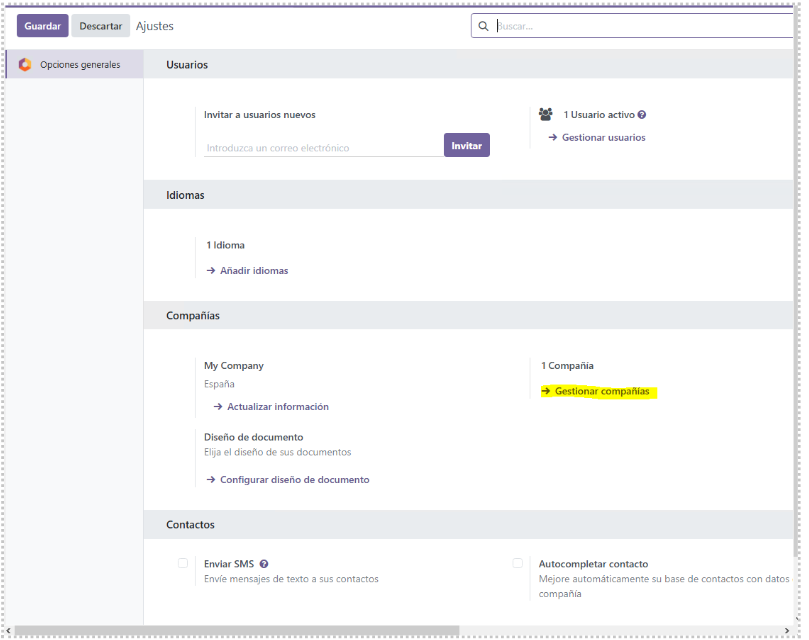 Guardar Descartar Ajustes
Buscar...
Opciones generales
Usuarios
Invitar a usuarios nuevos
1 Usuario activo
Introduzca un correo electrónico
Invitar
→ Gestionar usuarios
Idiomas
1 Idioma
→ Añadir idiomas
Compañías
My Company
España
→ Actualizar información
1 Compañía
→ Gestionar compañías
Diseño de documento
Elija el diseño de sus documentos
→ Configurar diseño de documento
Contactos
Enviar SMS ?
Envíe mensajes de texto a sus contactos
Autocompletar contacto
Mejore automáticamente su base de contactos con datos
compañía